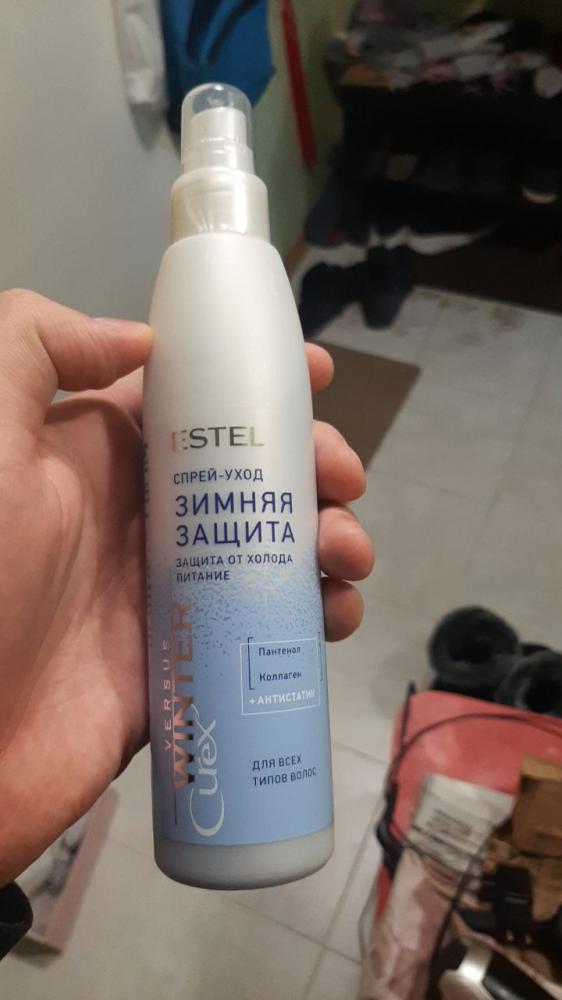 ESTEL
СПРЕЙ-УХОД
ЗИМНЯЯ
ЗАЩИТА
ЗАЩИТА ОТ ХОЛОДА
ПИТАНИЕ
VERSUS
WINTER
Curex
Пантенол
Коллаген
+ АНТИСТАТИК
ДЛЯ ВСЕХ
ТИПОВ ВОЛОС